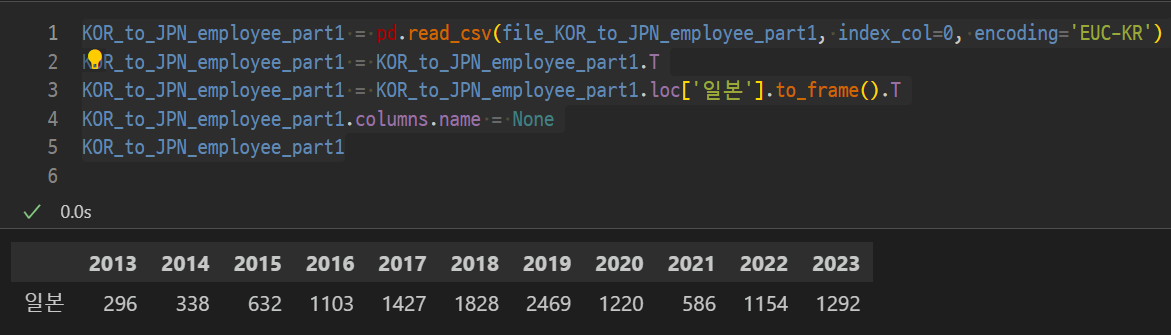 1 KOR_to_JPN_employee_part1 = pd.read_csv(file_KOR_to_JPN_employee_part1, index_col=0, encoding='EUC-KR')
2 KOR_to_JPN_employee_part1 = KOR_to_JPN_employee_part1.T
3 KOR_to_JPN_employee_part1 = KOR_to_JPN_employee_part1.loc['일본'].to_frame().T
4 KOR_to_JPN_employee_part1.columns.name = None
5 KOR_to_JPN_employee_part1
6
0.0s
2013 2014 2015 2016 2017 2018 2019 2020 2021 2022 2023
일본 296 338 632 1103 1427 1828 2469 1220 586 1154 1292